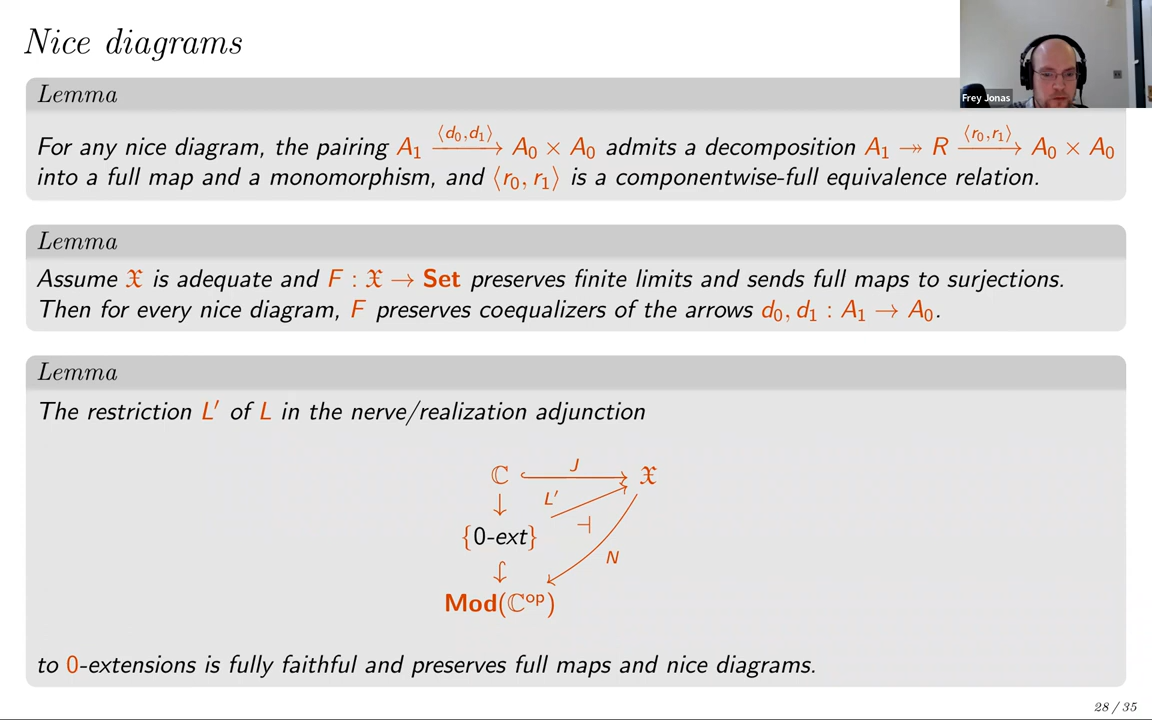 Nice diagrams
Frey Jonas
Lemma
For any nice diagram, the pairing A₁ ⟨d₀,d₁⟩→ A₀ × A₀ admits a decomposition A₁ ↠ R ⟨r₀,r₁⟩→ A₀ × A₀
into a full map and a monomorphism, and ⟨r₀, r₁⟩ is a componentwise-full equivalence relation.
Lemma
Assume 𝔛 is adequate and F : 𝔛 → Set preserves finite limits and sends full maps to surjections.
Then for every nice diagram, F preserves coequalizers of the arrows d₀, d₁ : A₁ → A₀.
Lemma
The restriction L′ of L in the nerve/realization adjunction
ℂ J 𝔛
L′
⊣
{0-ext}
N
Mod(ℂᵒᵖ)
to 0-extensions is fully faithful and preserves full maps and nice diagrams.
28 / 35